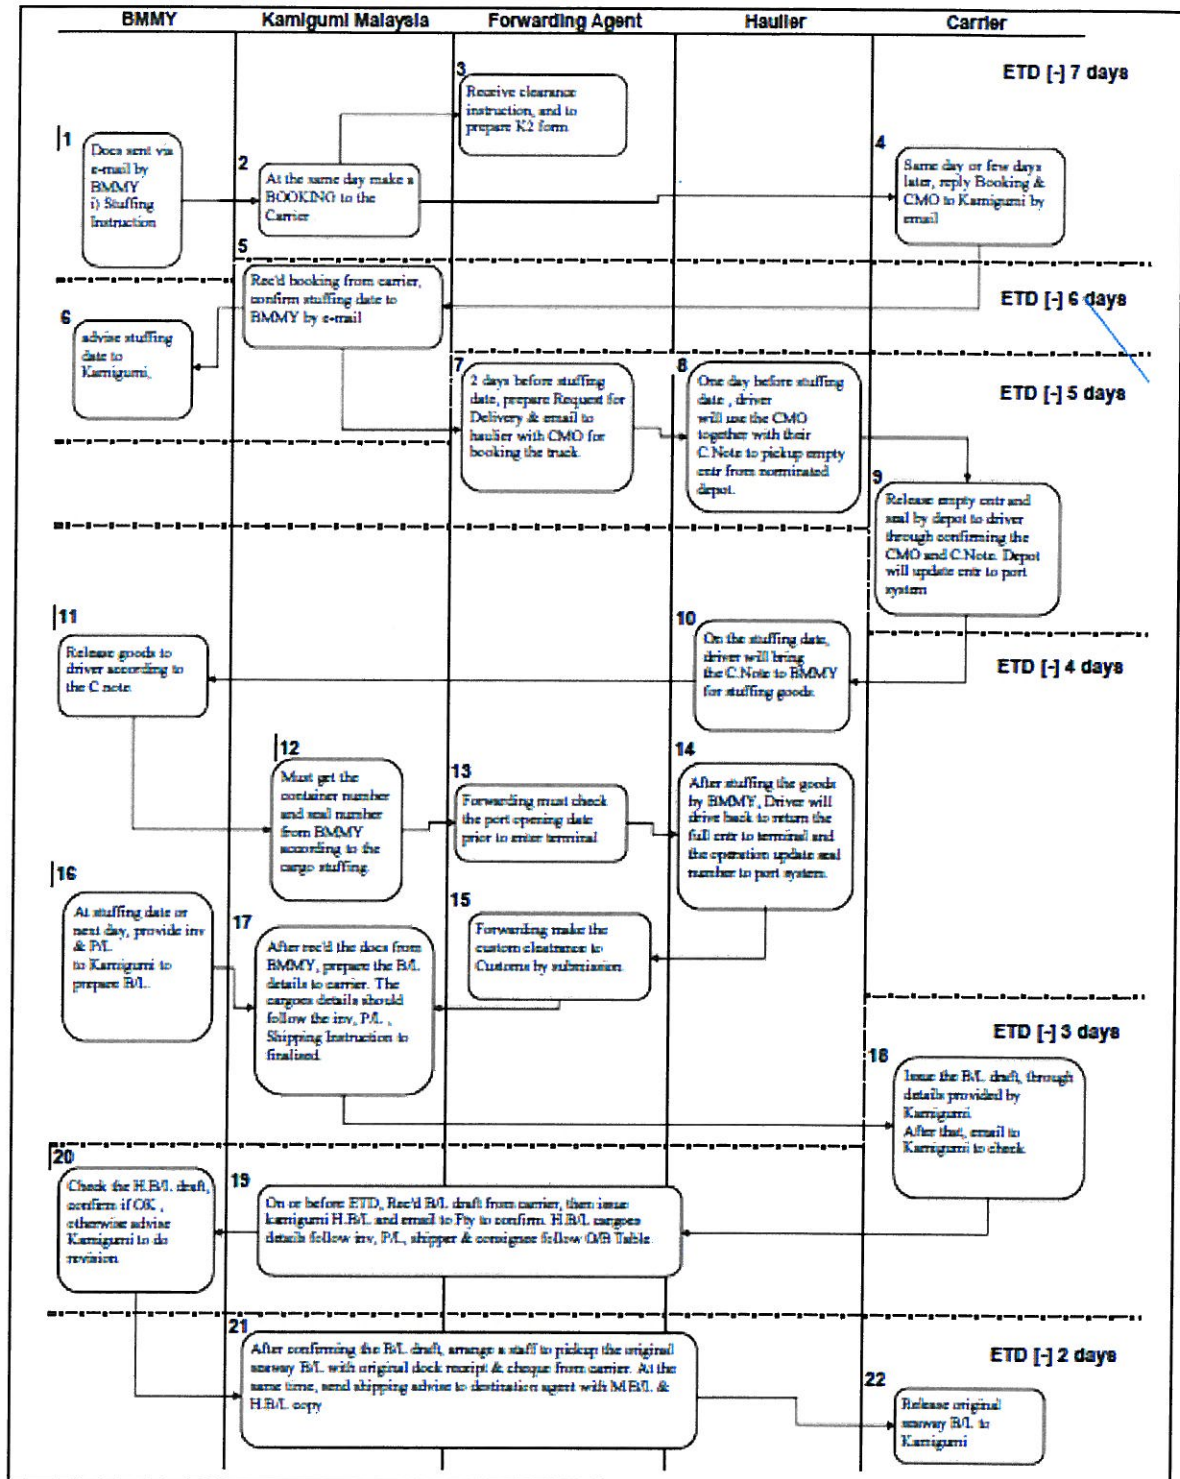 BMMY Kamigumi Malaysia Forwarding Agent Haulier Carrier
ETD [-] 7 days
1
Docs sent via
e-mail by
BMMY
i) Stuffing
Instruction
2
At the same day make a
BOOKING to the
Carrier
3
Receive clearance
instruction, and to
prepare K2 form
4
Same day or few days
later, reply Booking &
CMO to Kamigumi by
email
5
Rec'd booking from carrier,
confirm stuffing date to
BMMY by e-mail
ETD [-] 6 days
6
advise stuffing
date to
Kamigumi,
7
2 days before stuffing
date, prepare Request for
Delivery & email to
haulier with CMO for
booking the truck.
8
One day before stuffing
date , driver
will use the CMO
together with their
C.Note to pickup empty
cntr from norminated
depot.
ETD [-] 5 days
9
Release empty cntr and
seal by depot to driver
through confirming the
CMO and C.Note. Depot
will update cntr to port
system
10
On the stuffing date,
driver will bring
the C.Note to BMMY
for stuffing goods.
ETD [-] 4 days
11
Release goods to
driver according to
the C.note.
12
Must get the
container number
and seal number
from BMMY
according to the
cargo stuffing.
13
Forwarding must check
the port opening date
prior to enter terminal
14
After stuffing the goods
by BMMY, Driver will
drive back to return the
full cntr to terminal and
the operation update seal
number to port system.
15
Forwarding make the
custom clearance to
Customs by submission.
16
At stuffing date or
next day, provide inv
& P/L
to Kamigumi to
prepare B/L.
17
After rec'd the docs from
BMMY, prepare the B/L
details to carrier. The
cargoes details should
follow the inv, P/L ,
Shipping Instruction to
finalised.
ETD [-] 3 days
18
Issue the B/L draft, through
details provided by
Kamigumi.
After that, email to
Kamigumi to check.
19
On or before ETD, Rec'd B/L draft from carrier, then issue
kamigumi H.B/L and email to Fty to confirm. H.B/L cargoes
details follow inv, P/L, shipper & consignee follow O/B Table
20
Check the H.B/L draft,
confirm if OK ,
otherwise advise
Kamigumi to do
revision.
21
After confirming the B/L draft, arrange a staff to pickup the original
seaway B/L with original dock receipt & cheque from carrier. At the
same time, send shipping advise to destination agent with M.B/L &
H.B/L copy
ETD [-] 2 days
22
Release original
seaway B/L to
Kamigumi